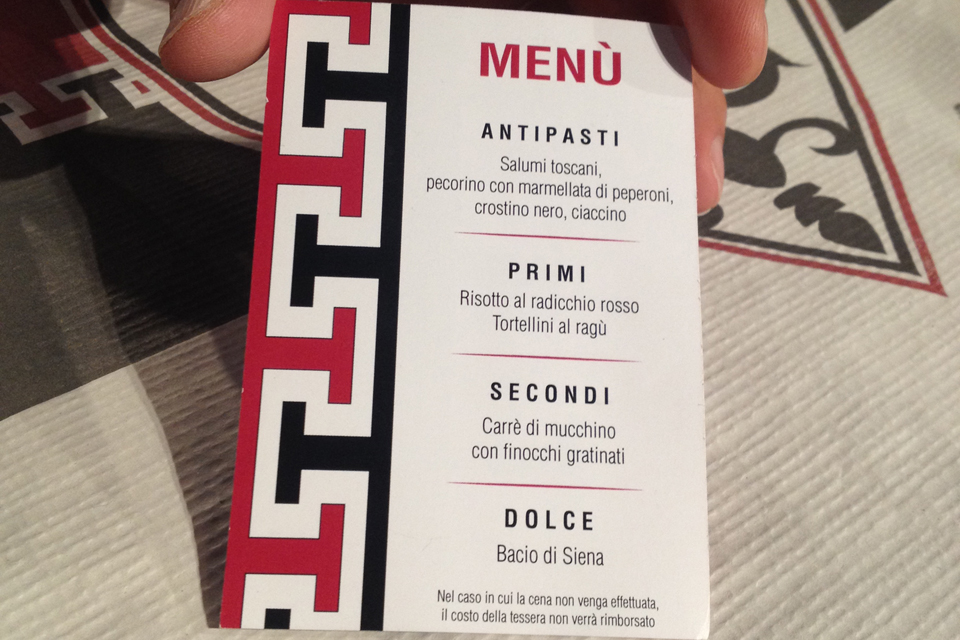 MENÙ
ANTIPASTI
Salumi toscani,
pecorino con marmellata di peperoni,
crostino nero, ciaccino
PRIMI
Risotto al radicchio rosso
Tortellini al ragù
SECONDI
Carrè di mucchino
con finocchi gratinati
DOLCE
Bacio di Siena
Nel caso in cui la cena non venga effettuata,
il costo della tessera non verrà rimborsato